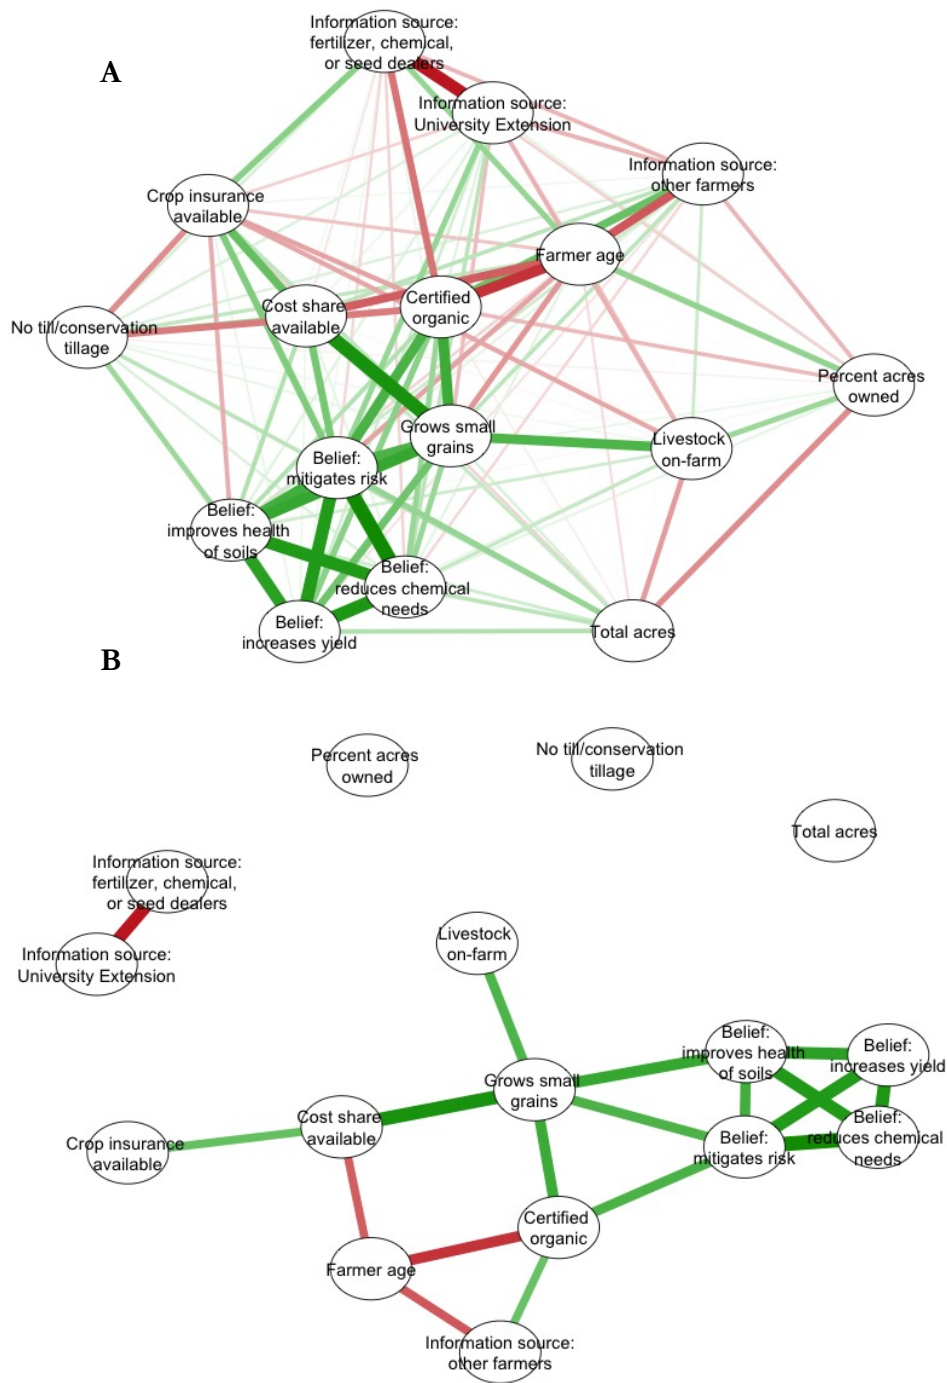 Information source:
fertilizer, chemical,
or seed dealers
A
Information source:
University Extension
Information source:
other farmers
Crop insurance
available
Farmer age
Cost share
available
Certified
organic
No till/conservation
tillage
Percent acres
owned
Grows small
grains
Livestock
on-farm
Belief:
mitigates risk
Belief:
improves health
of soils
Belief:
reduces chemical
needs
Belief:
increases yield
Total acres
B
Percent acres
owned
No till/conservation
tillage
Total acres
Information source:
fertilizer, chemical,
or seed dealers
Information source:
University Extension
Livestock
on-farm
Belief:
improves health
of soils
Belief:
increases yield
Grows small
grains
Cost share
available
Crop insurance
available
Belief:
mitigates risk
Belief:
reduces chemical
needs
Certified
organic
Farmer age
Information source:
other farmers